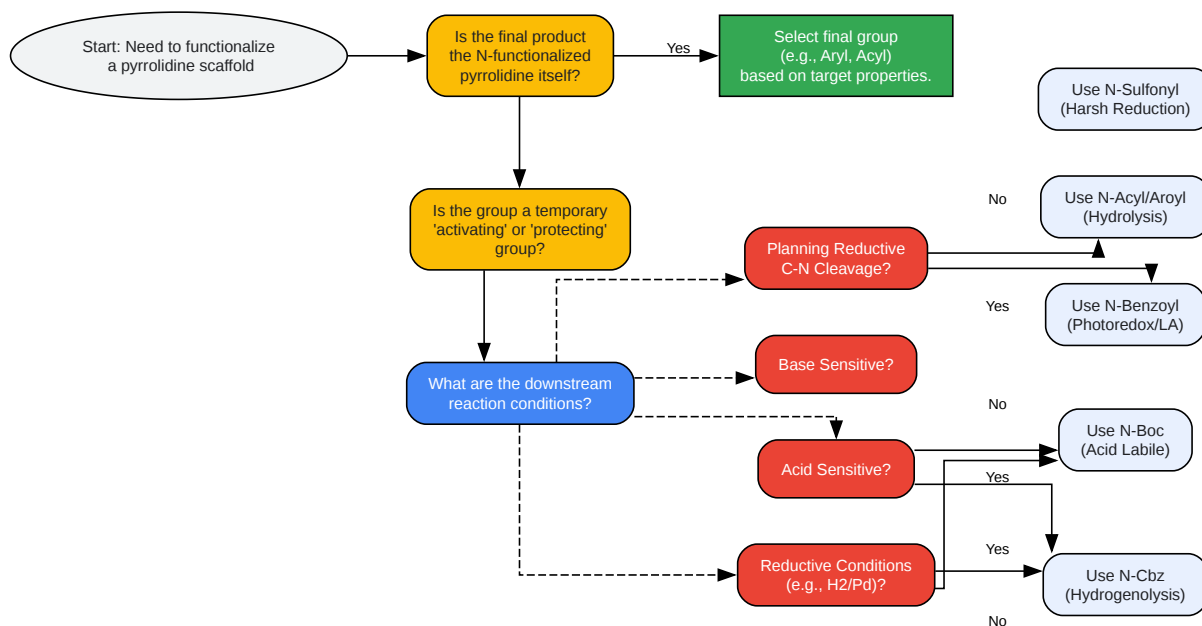 Start: Need to functionalize
a pyrrolidine scaffold
Is the final product
the N-functionalized
pyrrolidine itself?
Yes
Select final group
(e.g., Aryl, Acyl)
based on target properties.
Use N-Sulfonyl
(Harsh Reduction)
Is the group a temporary
'activating' or 'protecting'
group?
Planning Reductive
C-N Cleavage?
No
Use N-Acyl/Aroyl
(Hydrolysis)
Yes
Use N-Benzoyl
(Photoredox/LA)
What are the downstream
reaction conditions?
Base Sensitive?
Acid Sensitive?
No
Use N-Boc
(Acid Labile)
Yes
Reductive Conditions
(e.g., H2/Pd)?
Yes
Use N-Cbz
(Hydrogenolysis)
No